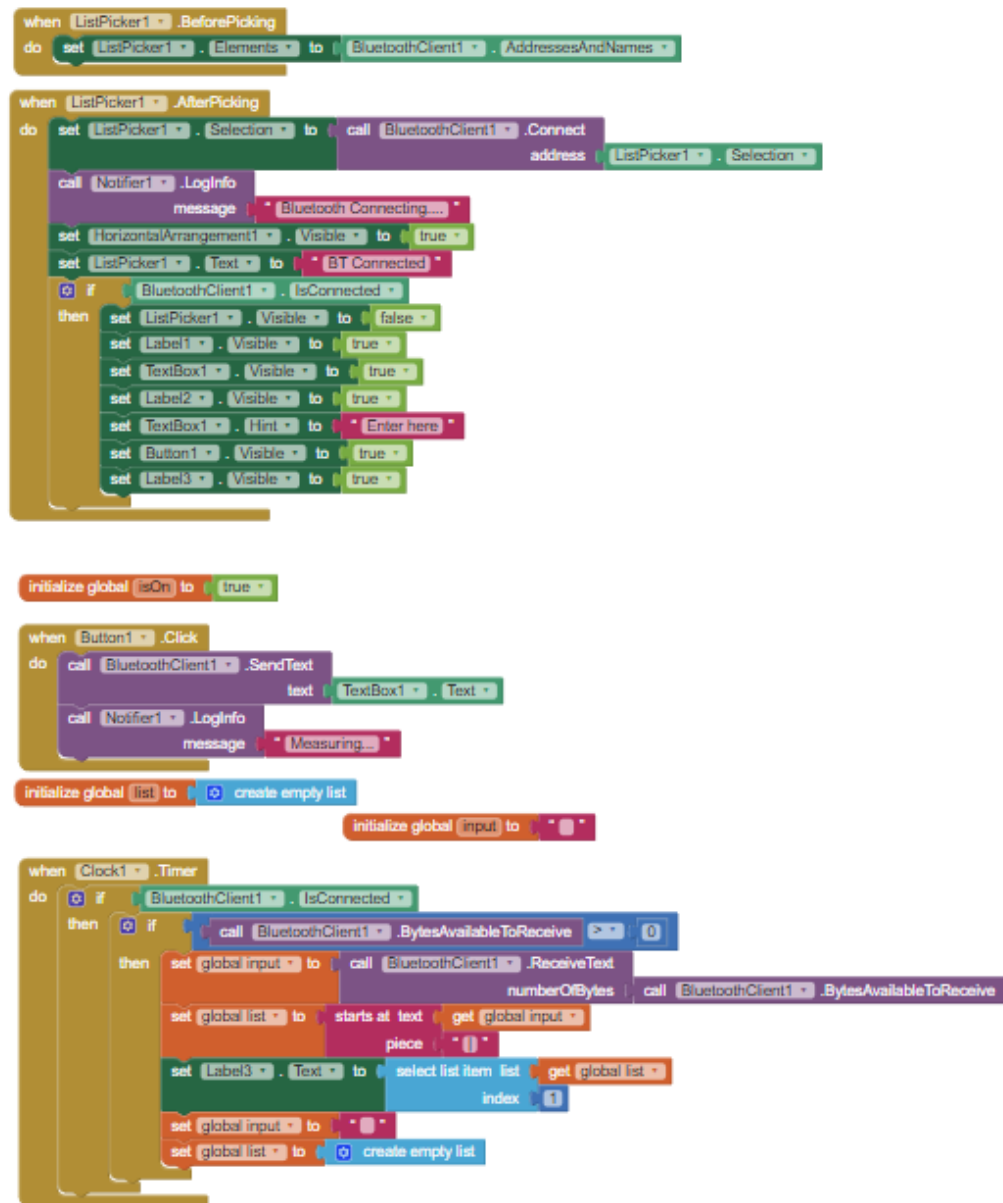 when ListPicker1 .BeforePicking
do set ListPicker1 . Elements to BluetoothClient1 . AddressesAndNames
when ListPicker1 .AfterPicking
do set ListPicker1 . Selection to call BluetoothClient1 .Connect
address ListPicker1 . Selection
call Notifier1 .LogInfo
message " Bluetooth Connecting.... "
set HorizontalArrangement1 . Visible to true
set ListPicker1 . Text to " BT Connected "
if BluetoothClient1 . IsConnected
then set ListPicker1 . Visible to false
set Label1 . Visible to true
set TextBox1 . Visible to true
set Label2 . Visible to true
set TextBox1 . Hint to " Enter here "
set Button1 . Visible to true
set Label3 . Visible to true
initialize global isOn to true
when Button1 .Click
do call BluetoothClient1 .SendText
text TextBox1 . Text
call Notifier1 .LogInfo
message " Measuring... "
initialize global list to create empty list
initialize global input to " "
when Clock1 .Timer
do if BluetoothClient1 . IsConnected
then if call BluetoothClient1 .BytesAvailableToReceive > 0
then set global input to call BluetoothClient1 .ReceiveText
numberOfBytes call BluetoothClient1 .BytesAvailableToReceive
set global list to starts at text get global input
piece " | "
set Label3 . Text to select list item list get global list
index 1
set global input to " "
set global list to create empty list